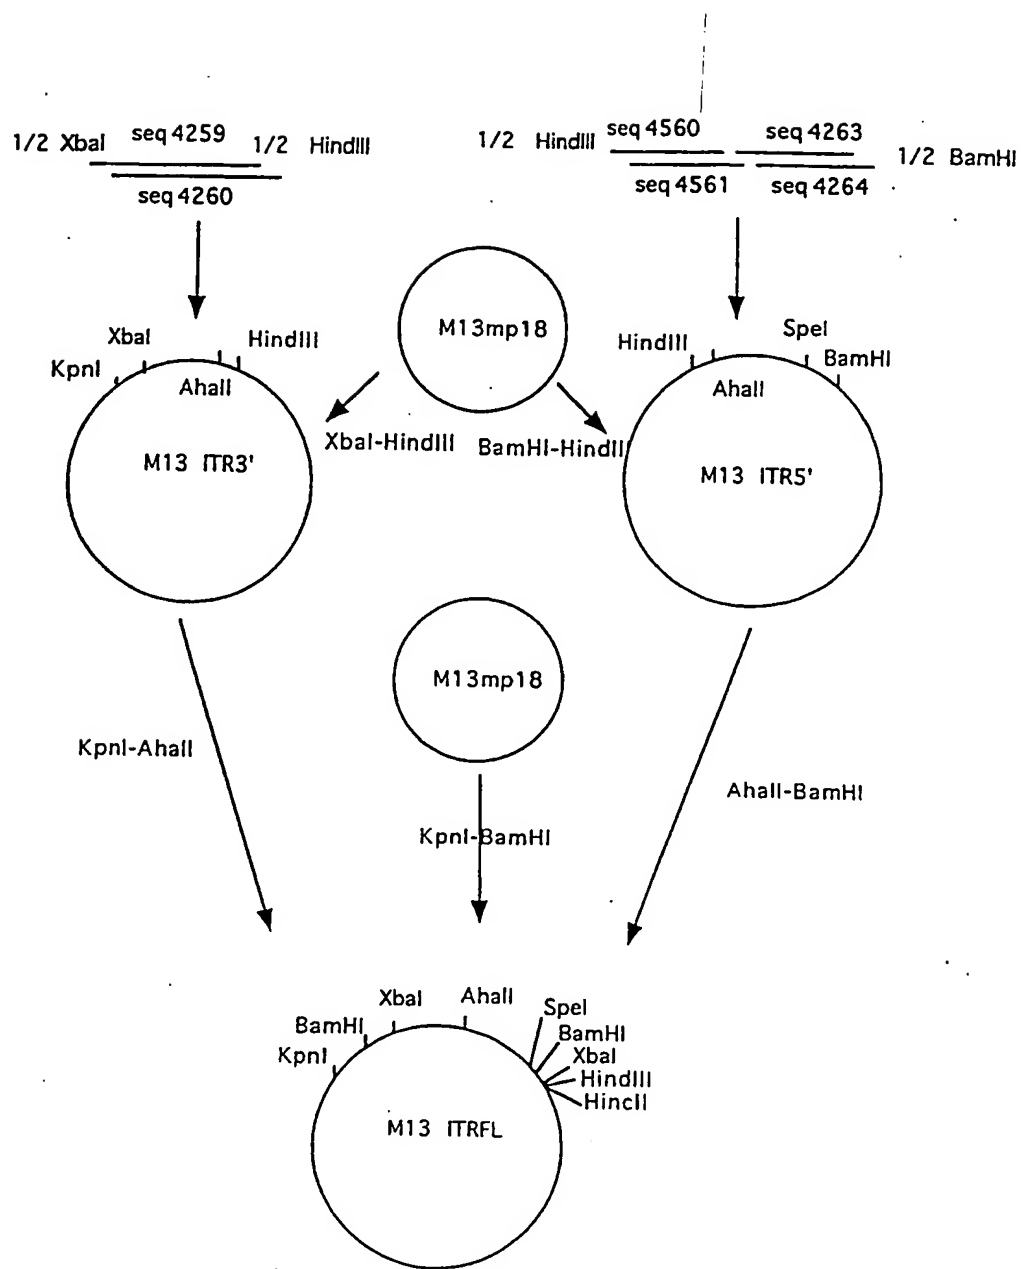 1/2 XbaI seq 4259 1/2 HindIII
seq 4260
1/2 HindIII seq 4560 seq 4263 1/2 BamHI
seq 4561 seq 4264
M13mp18
KpnI XbaI AhaII HindIII
M13 ITR3'
XbaI-HindIII BamHI-HindIII
HindIII AhaII SpeI BamHI
M13 ITR5'
M13mp18
KpnI-AhaII
KpnI-BamHI
AhaII-BamHI
KpnI BamHI XbaI AhaII SpeI
BamHI
XbaI
HindIII
HincII
M13 ITRFL